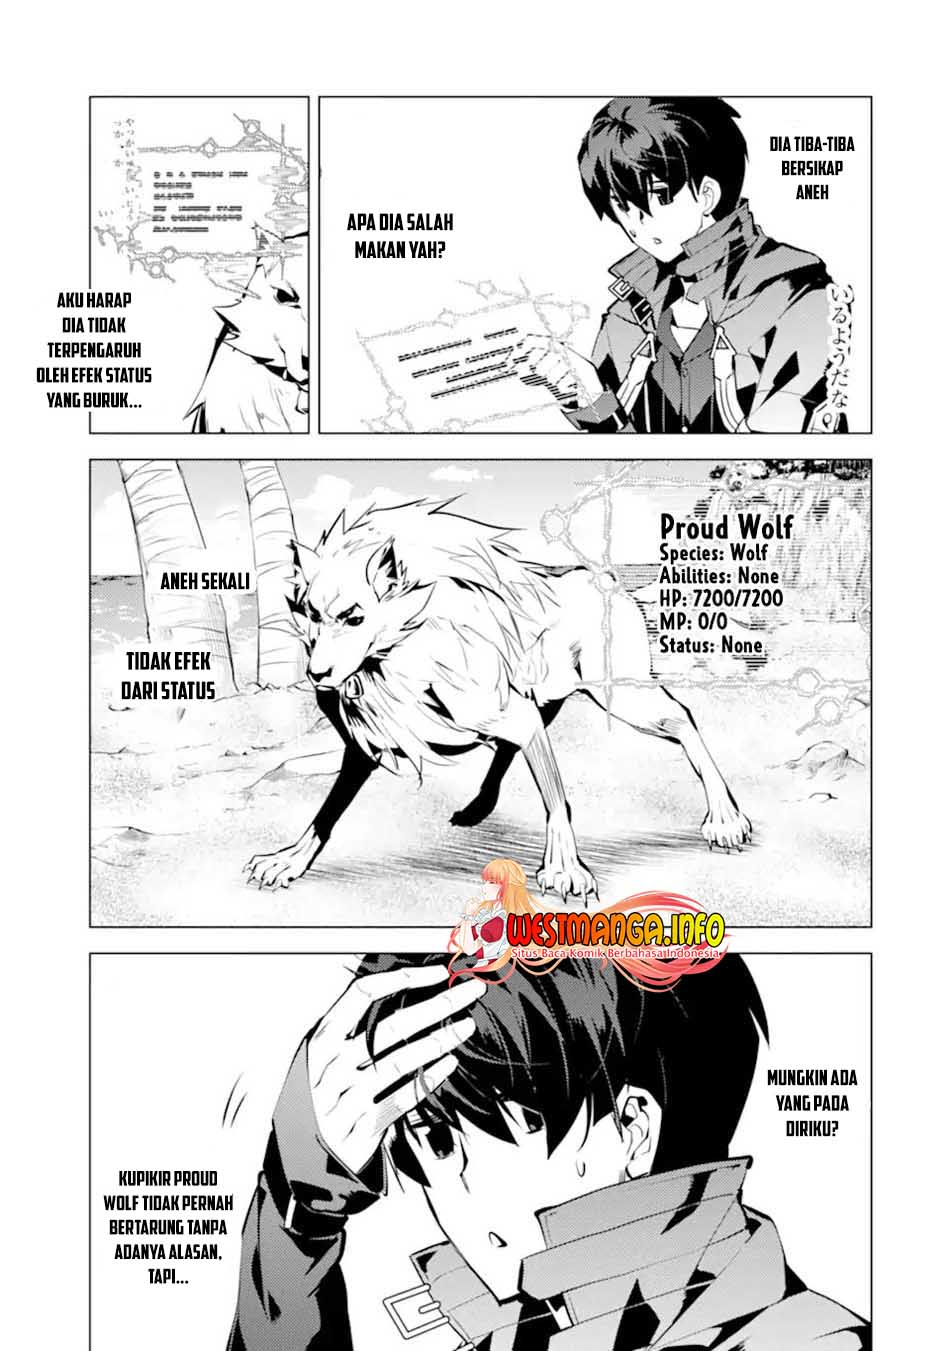 DIA TIBA-TIBA
BERSIKAP
ANEH
APA DIA SALAH
MAKAN YAH?
いるようだな。
AKU HARAP
DIA TIDAK
TERPENGARUH
OLEH EFEK STATUS
YANG BURUK...
Proud Wolf
Species: Wolf
Abilities: None
HP: 7200/7200
MP: 0/0
Status: None
ANEH SEKALI
TIDAK EFEK
DARI STATUS
WESTMANGA.INFO
Situs Baca Komik Berbahasa Indonesia
MUNGKIN ADA
YANG PADA
DIRIKU?
KUPIKIR PROUD
WOLF TIDAK PERNAH
BERTARUNG TANPA
ADANYA ALASAN,
TAPI...